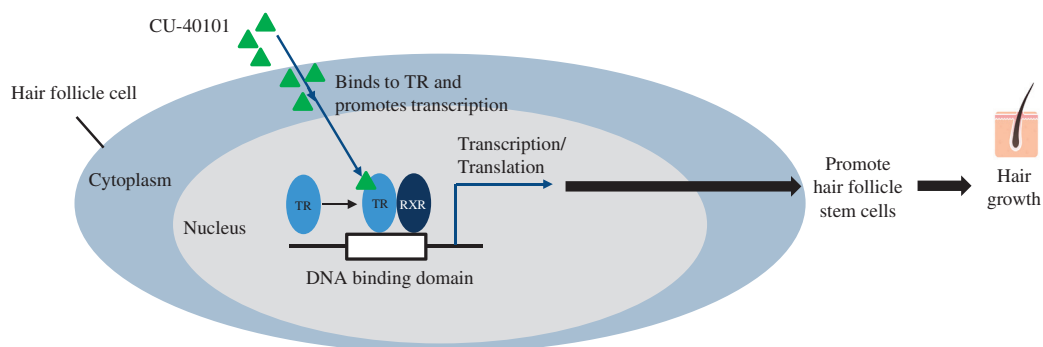 CU-40101
Hair follicle cell
Binds to TR and
promotes transcription
Cytoplasm
Nucleus
Transcription/
Translation
TR
TR
RXR
DNA binding domain
Promote
hair follicle
stem cells
Hair
growth